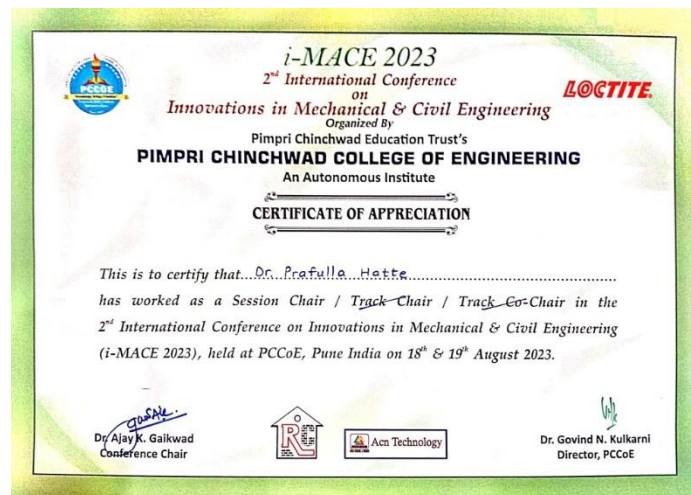 i-MACE 2023
2nd International Conference
on
Innovations in Mechanical & Civil Engineering
Organized By
Pimpri Chinchwad Education Trust's
PIMPRI CHINCHWAD COLLEGE OF ENGINEERING
An Autonomous Institute
PCCOE
LOCTITE.
CERTIFICATE OF APPRECIATION
This is to certify that Dr. Prafulla Hatte
has worked as a Session Chair / Track Chair / Track Co-Chair in the
2nd International Conference on Innovations in Mechanical & Civil Engineering
(i-MACE 2023), held at PCCoE, Pune India on 18th & 19th August 2023.
Dr. Ajay K. Gaikwad
Conference Chair
R
Acn Technology
Dr. Govind N. Kulkarni
Director, PCCoE